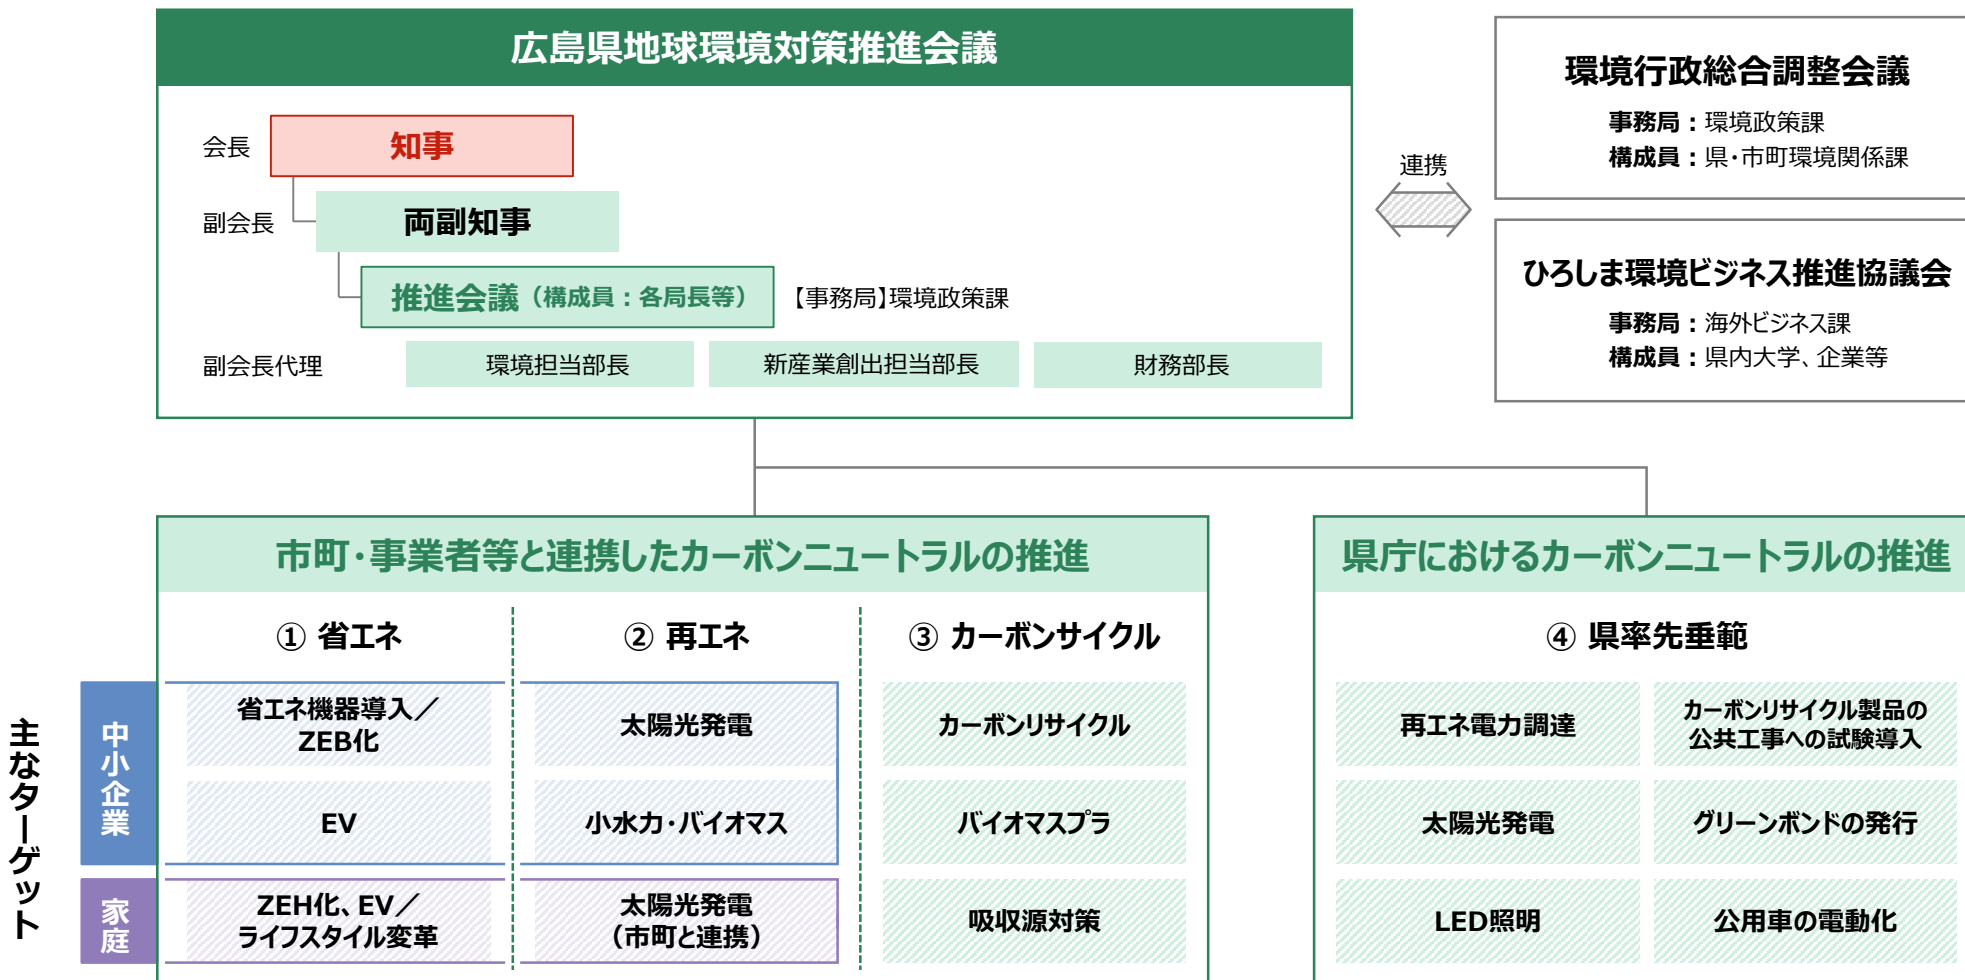 広島県地球環境対策推進会議
会長
知事
副会長
両副知事
推進会議（構成員：各局長等）
【事務局】環境政策課
副会長代理
環境担当部長
新産業創出担当部長
財務部長
連携
環境行政総合調整会議
事務局：環境政策課
構成員：県・市町環境関係課
ひろしま環境ビジネス推進協議会
事務局：海外ビジネス課
構成員：県内大学、企業等
市町・事業者等と連携したカーボンニュートラルの推進
① 省エネ
② 再エネ
③ カーボンサイクル
主なターゲット
中小企業
省エネ機器導入／
ZEB化
太陽光発電
カーボンリサイクル
EV
小水力・バイオマス
バイオマスプラ
家庭
ZEH化、EV／
ライフスタイル変革
太陽光発電
（市町と連携）
吸収源対策
県庁におけるカーボンニュートラルの推進
④ 県率先垂範
再エネ電力調達
カーボンリサイクル製品の
公共工事への試験導入
太陽光発電
グリーンボンドの発行
LED照明
公用車の電動化